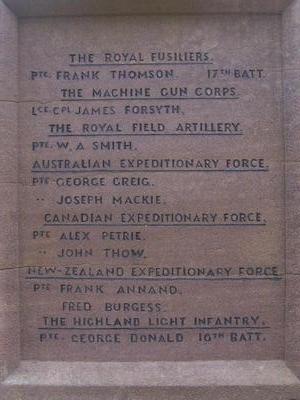 THE ROYAL FUSILIERS.
PTE. FRANK THOMSON. 17TH BATT.
THE MACHINE GUN CORPS.
LCE. CPL JAMES FORSYTH.
THE ROYAL FIELD ARTILLERY.
PTE. W. A SMITH.
AUSTRALIAN EXPEDITIONARY FORCE.
PTE GEORGE GREIG.
" JOSEPH MACKIE.
CANADIAN EXPEDITIONARY FORCE.
PTE ALEX PETRIE.
" JOHN THOW.
NEW-ZEALAND EXPEDITIONARY FORCE
PTE FRANK ANNAND.
FRED BURGESS.
THE HIGHLAND LIGHT INFANTRY.
PTE. GEORGE DONALD 16TH BATT.